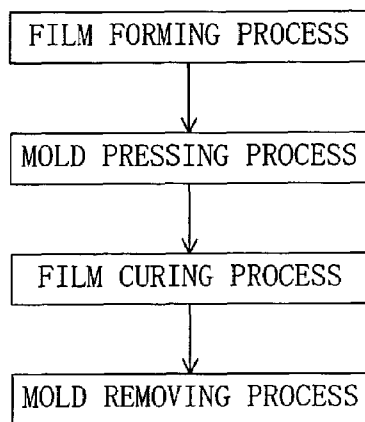 FILM FORMING PROCESS
MOLD PRESSING PROCESS
FILM CURING PROCESS
MOLD REMOVING PROCESS